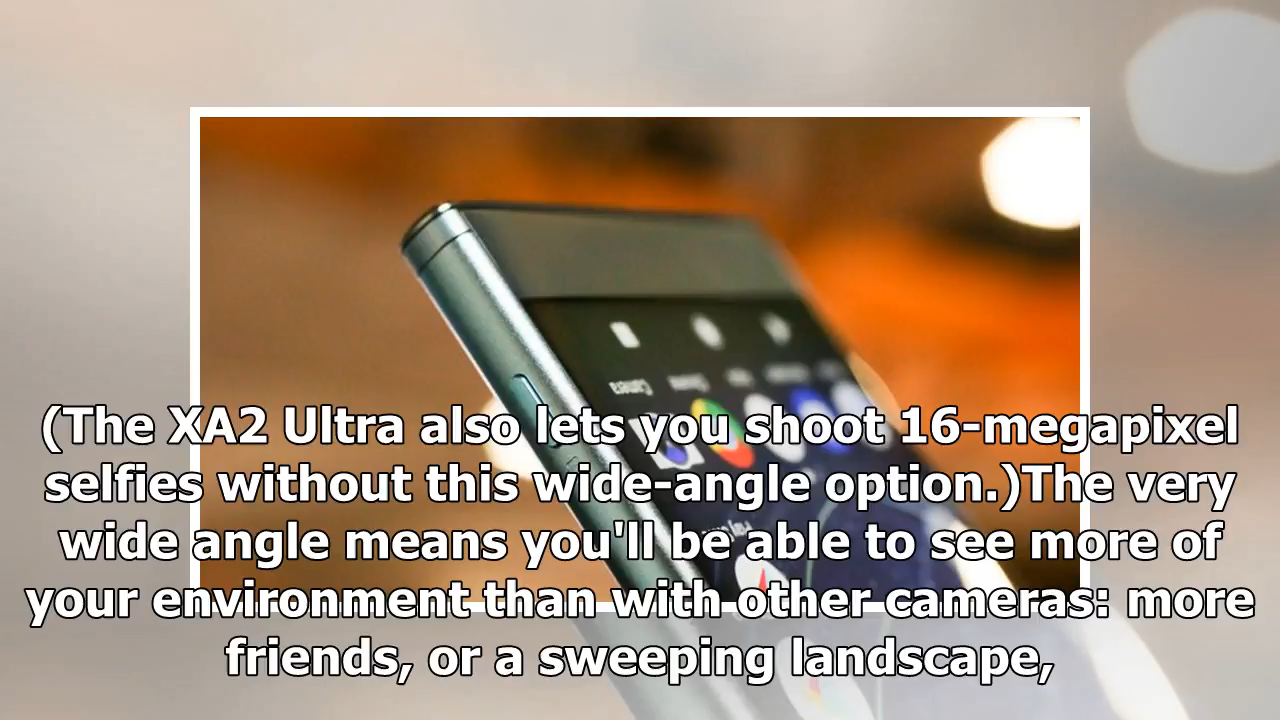 (The XA2 Ultra also lets you shoot 16-megapixel
selfies without this wide-angle option.)The very
wide angle means you'll be able to see more of
your environment than with other cameras: more
friends, or a sweeping landscape,